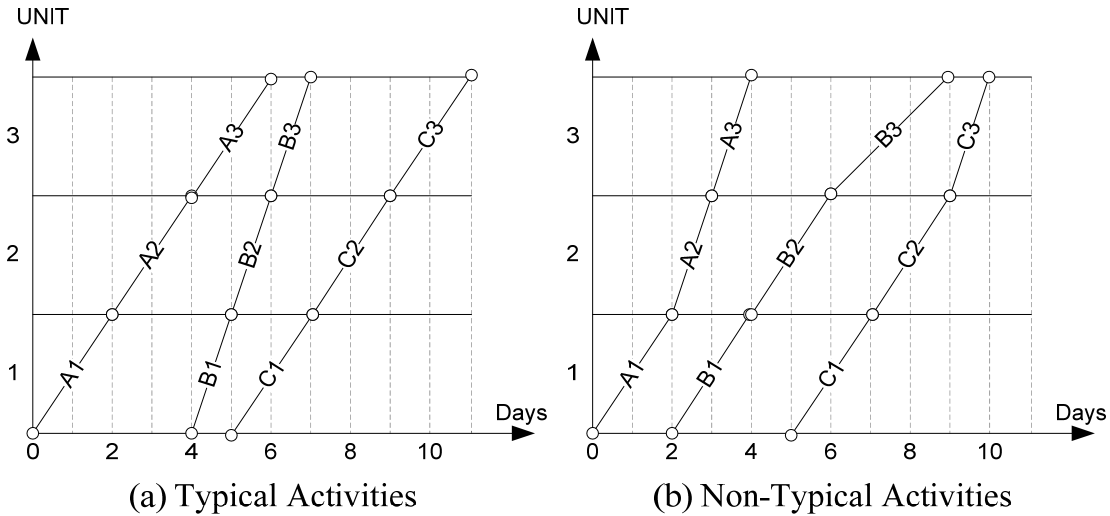 UNIT
3
2
1
A1
A2
A3
B1
B2
B3
C1
C2
C3
Days
0 2 4 6 8 10
(a) Typical Activities
UNIT
3
2
1
A1
A2
A3
B1
B2
B3
C1
C2
C3
Days
0 2 4 6 8 10
(b) Non-Typical Activities